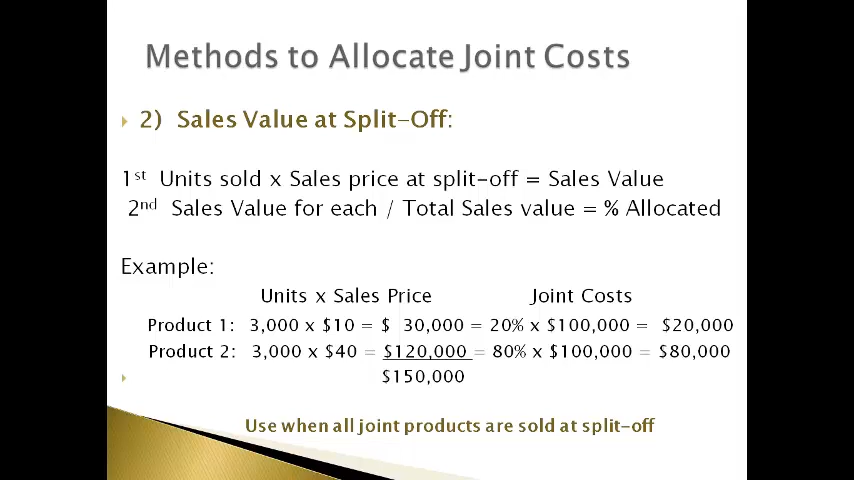 Methods to Allocate Joint Costs
2) Sales Value at Split-Off:
1st Units sold x Sales price at split-off = Sales Value
2nd Sales Value for each / Total Sales value = % Allocated
Example:
Units x Sales Price Joint Costs
Product 1: 3,000 x $10 = $ 30,000 = 20% x $100,000 = $20,000
Product 2: 3,000 x $40 = $120,000 = 80% x $100,000 = $80,000
$150,000
Use when all joint products are sold at split-off